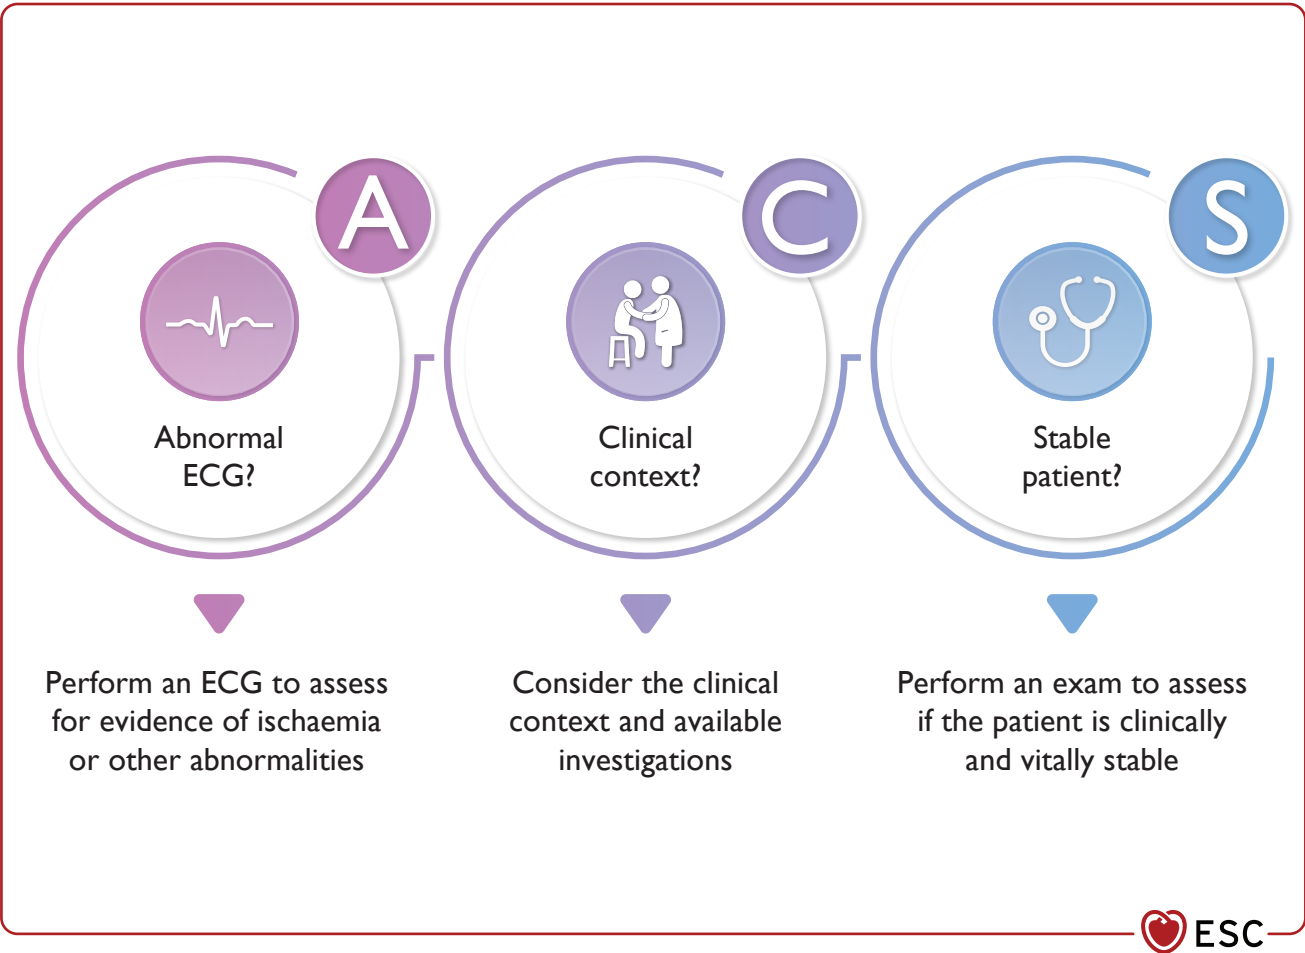 A
Abnormal
ECG?
Perform an ECG to assess
for evidence of ischaemia
or other abnormalities
C
Clinical
context?
Consider the clinical
context and available
investigations
S
Stable
patient?
Perform an exam to assess
if the patient is clinically
and vitally stable
ESC